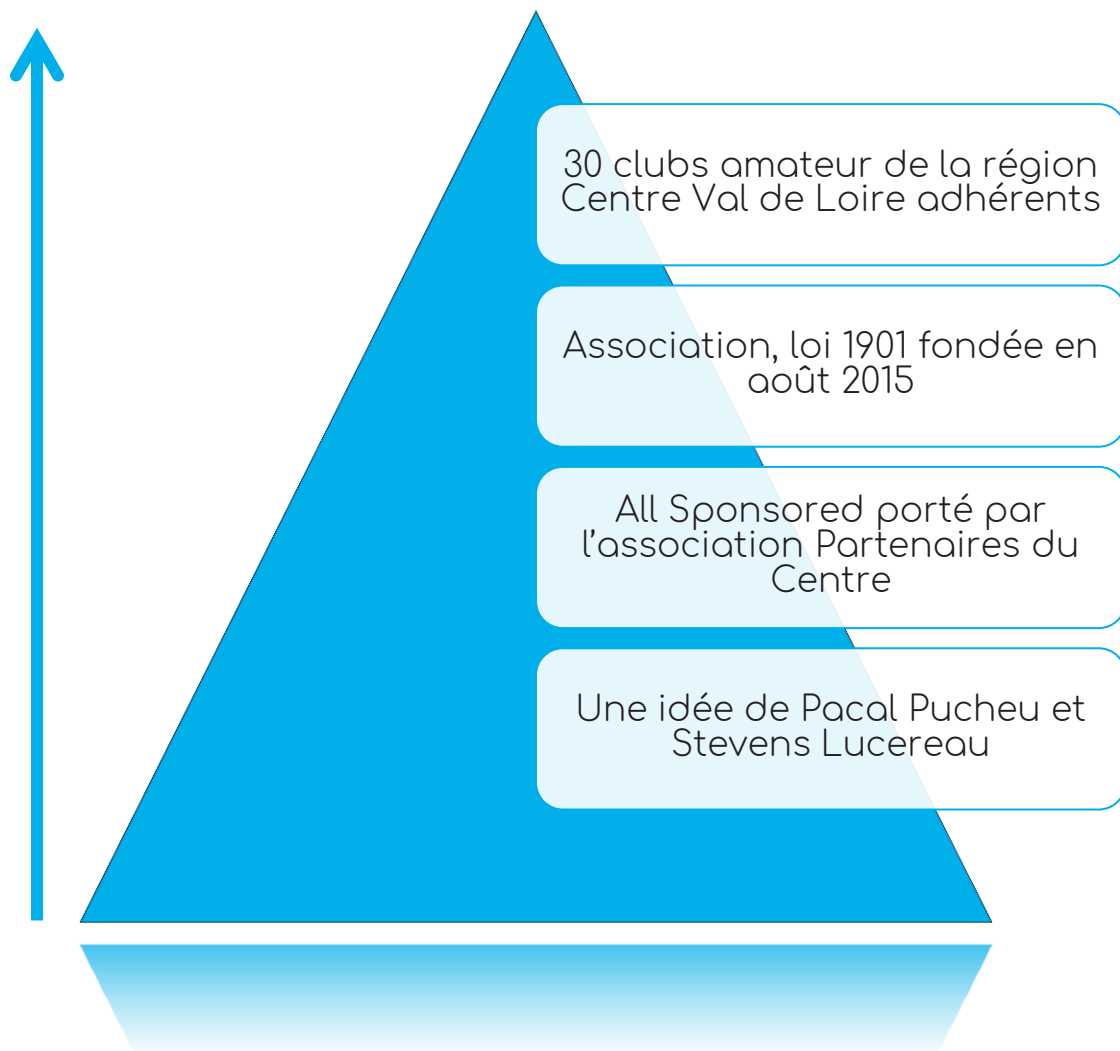 30 clubs amateur de la région
Centre Val de Loire adhérents
Association, loi 1901 fondée en
août 2015
All Sponsored porté par
l'association Partenaires du
Centre
Une idée de Pacal Pucheu et
Stevens Lucereau